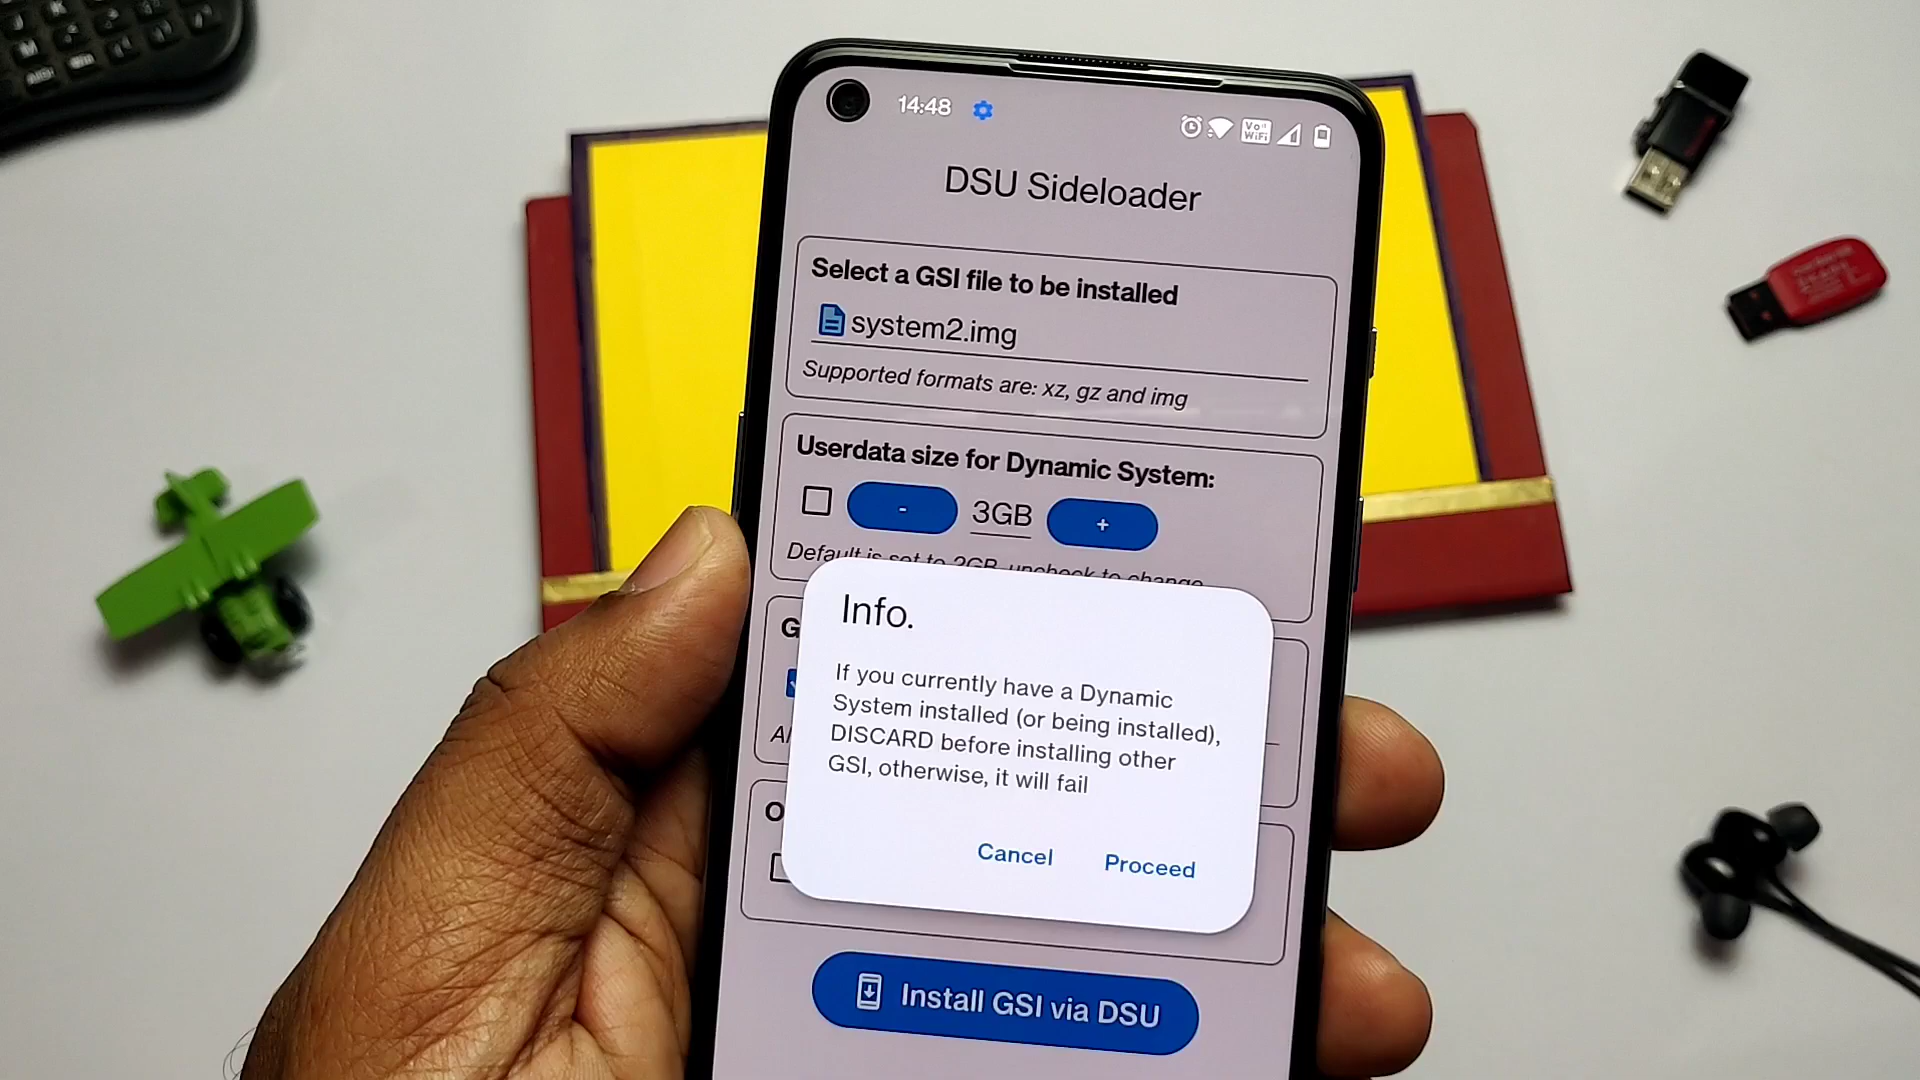 14:48
Vo
WiFi
DSU Sideloader
Select a GSI file to be installed
system2.img
Supported formats are: xz, gz and img
Userdata size for Dynamic System:
- 3GB +
Default is set to 2GB, uncheck to change
Info.
If you currently have a Dynamic
System installed (or being installed),
DISCARD before installing other
GSI, otherwise, it will fail
Cancel Proceed
Install GSI via DSU